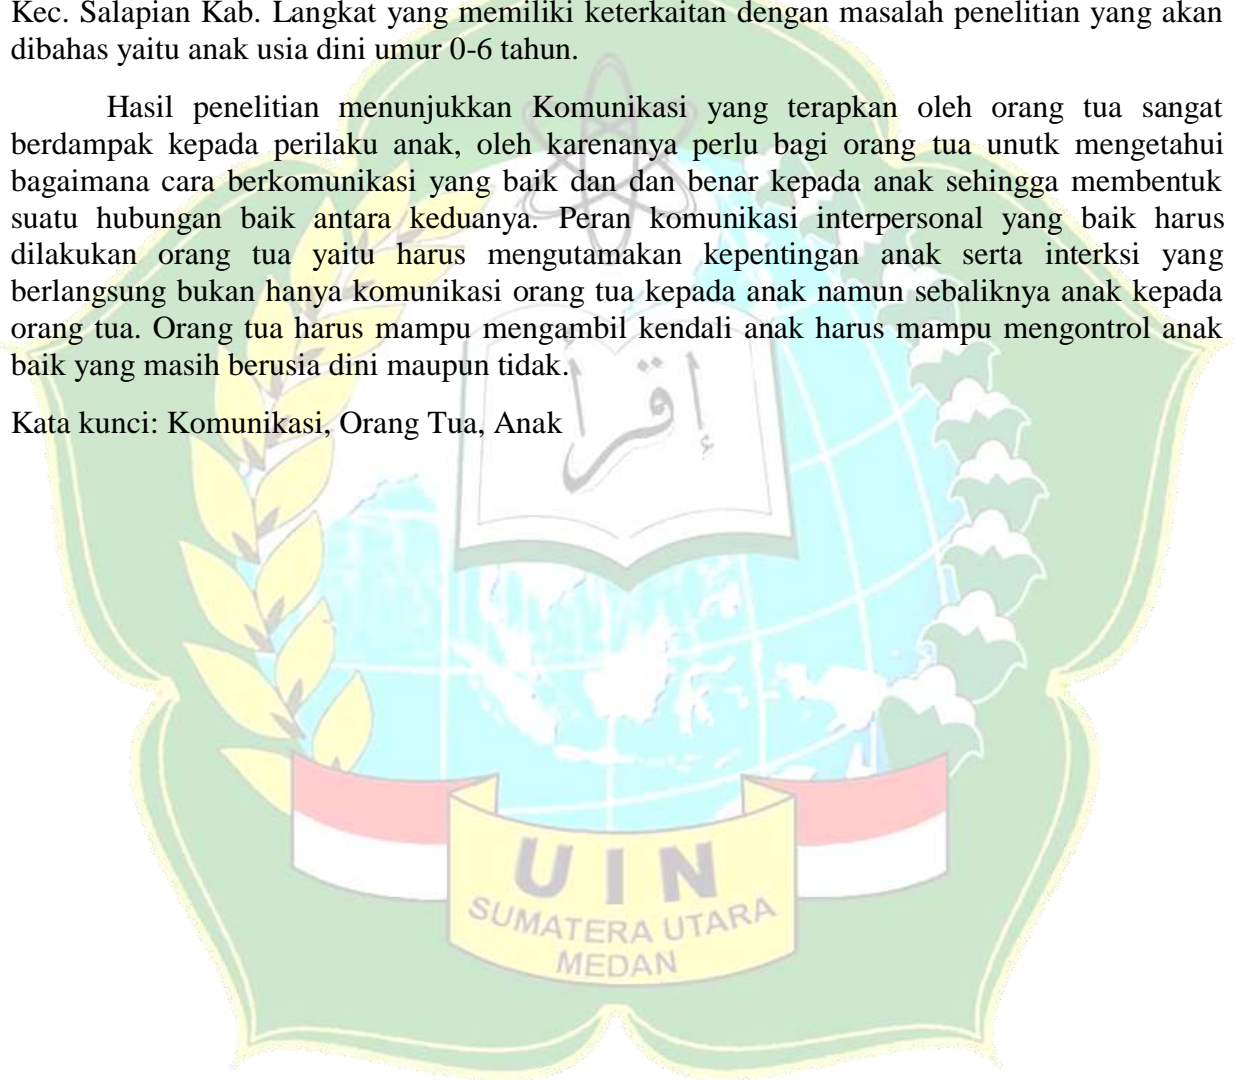 Kec. Salapian Kab. Langkat yang memiliki keterkaitan dengan masalah penelitian yang akan
dibahas yaitu anak usia dini umur 0-6 tahun.
Hasil penelitian menunjukkan Komunikasi yang terapkan oleh orang tua sangat
berdampak kepada perilaku anak, oleh karenanya perlu bagi orang tua unutk mengetahui
bagaimana cara berkomunikasi yang baik dan dan benar kepada anak sehingga membentuk
suatu hubungan baik antara keduanya. Peran komunikasi interpersonal yang baik harus
dilakukan orang tua yaitu harus mengutamakan kepentingan anak serta interksi yang
berlangsung bukan hanya komunikasi orang tua kepada anak namun sebaliknya anak kepada
orang tua. Orang tua harus mampu mengambil kendali anak harus mampu mengontrol anak
baik yang masih berusia dini maupun tidak.
Kata kunci: Komunikasi, Orang Tua, Anak
إقرأ
UIN
SUMATERA UTARA
MEDAN